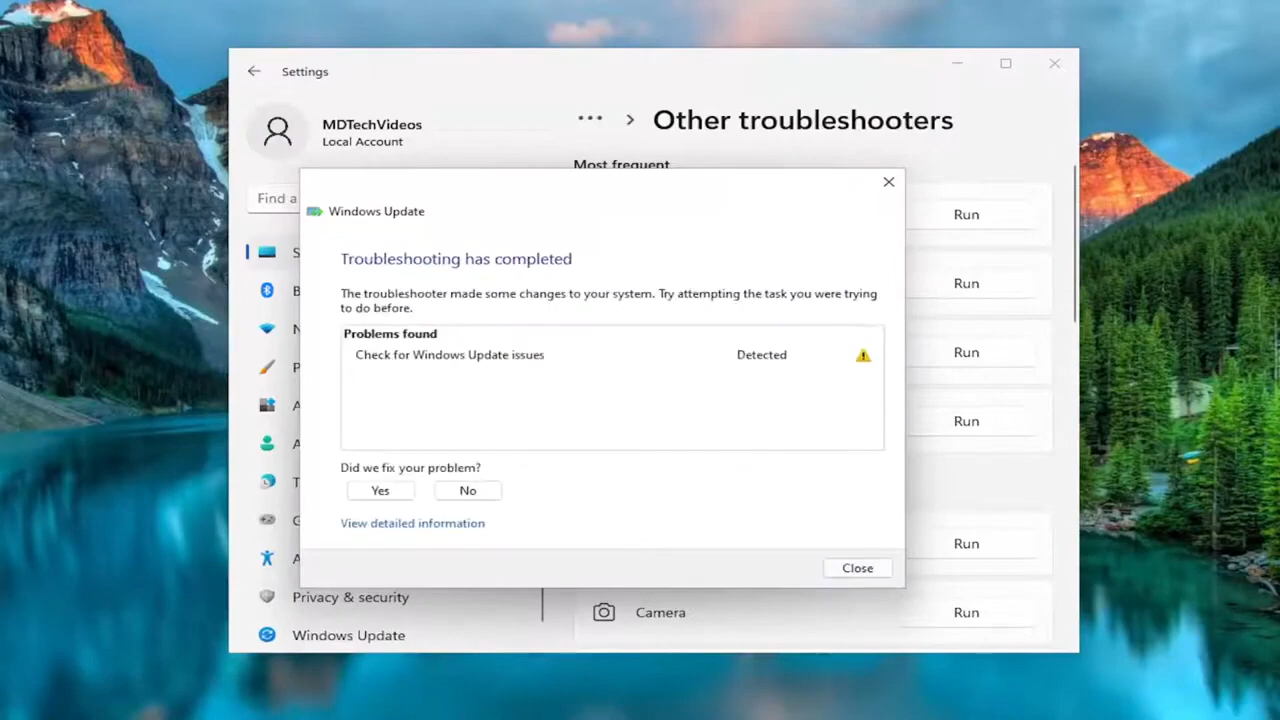 Settings
MDTechVideos
Local Account
Find a
S
B
N
P
A
A
T
G
A
Privacy & security
Windows Update
... > Other troubleshooters
Most frequent
Run
Run
Run
Run
Run
Camera
Run
Windows Update
Troubleshooting has completed
The troubleshooter made some changes to your system. Try attempting the task you were trying
to do before.
Problems found
Check for Windows Update issues Detected
Did we fix your problem?
Yes No
View detailed information
Close